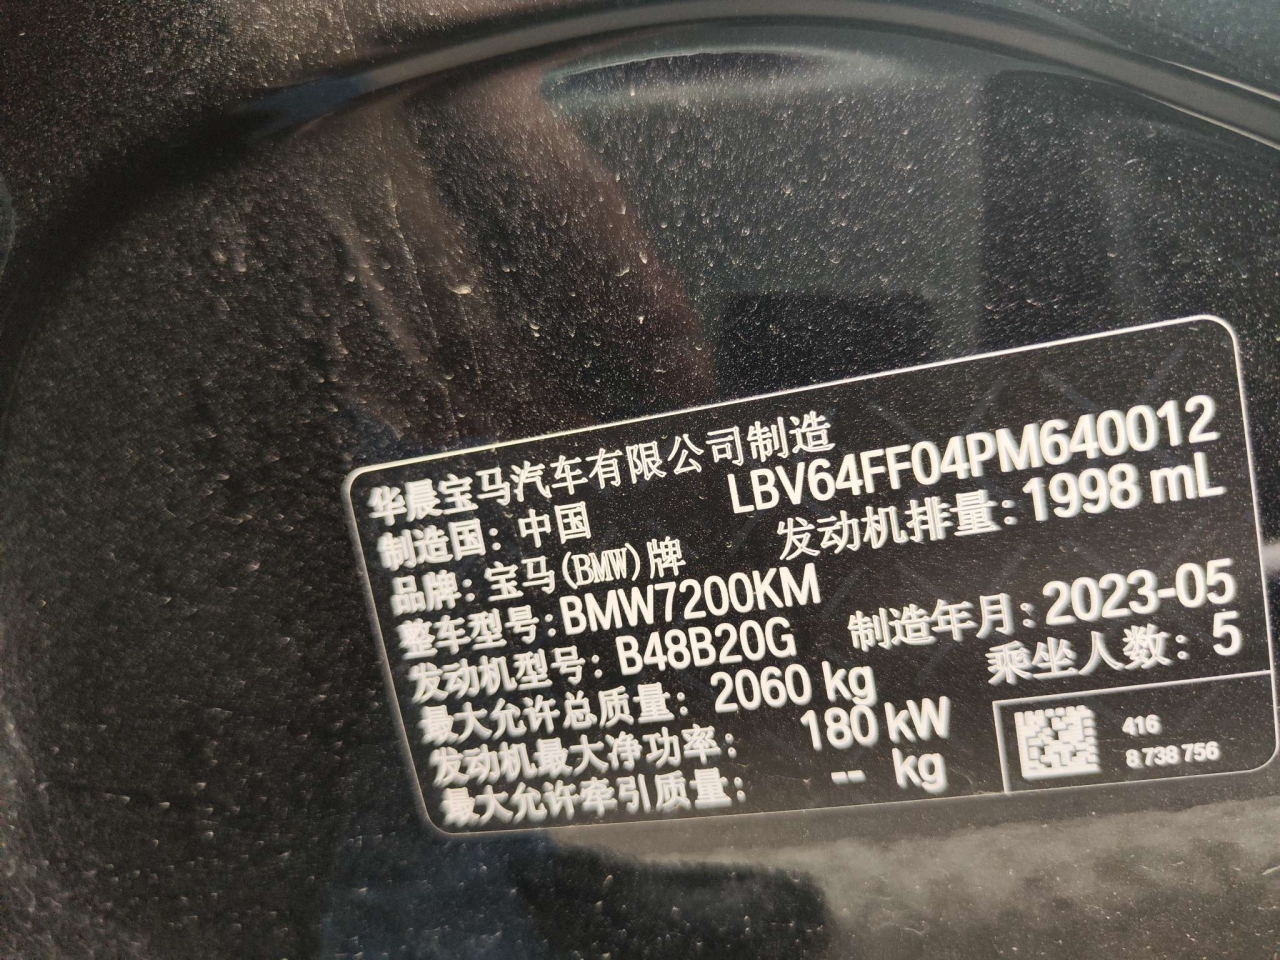 华晨宝马汽车有限公司制造
制造国：中国 LBV64FF04PM640012
品牌：宝马(BMW)牌 发动机排量：1998 mL
整车型号：BMW7200KM
发动机型号：B48B20G 制造年月：2023-05
最大允许总质量：2060 kg 乘坐人数：5
发动机最大净功率：180 kW
最大允许牵引质量：-- kg
416
8 738 756